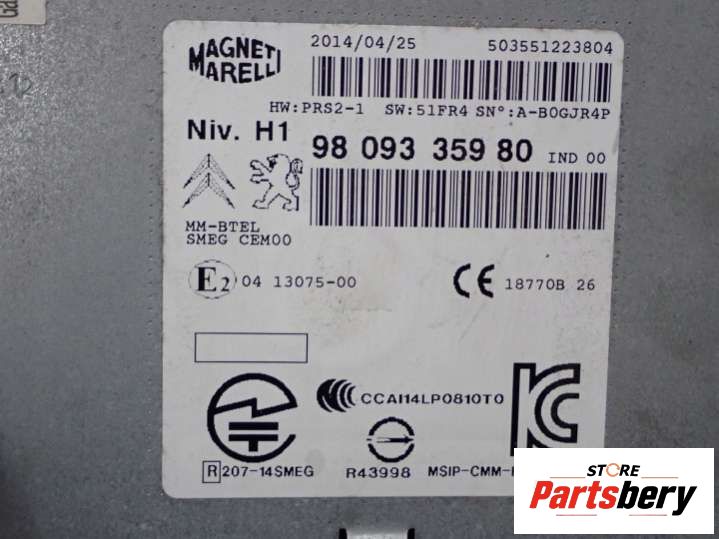 MAGNETI
MARELLI
2014/04/25 503551223804
HW:PRS2-1 SW:51FR4 SN°:A-B0GJR4P
Niv. H1
98 093 359 80 IND 00
MM-BTEL
SMEG CEM00
E2 04 13075-00
CE 18770B 26
CCAI14LP0810T0
R 207-14SMEG
R43998
MSIP-CMM-
STORE
Partsbery